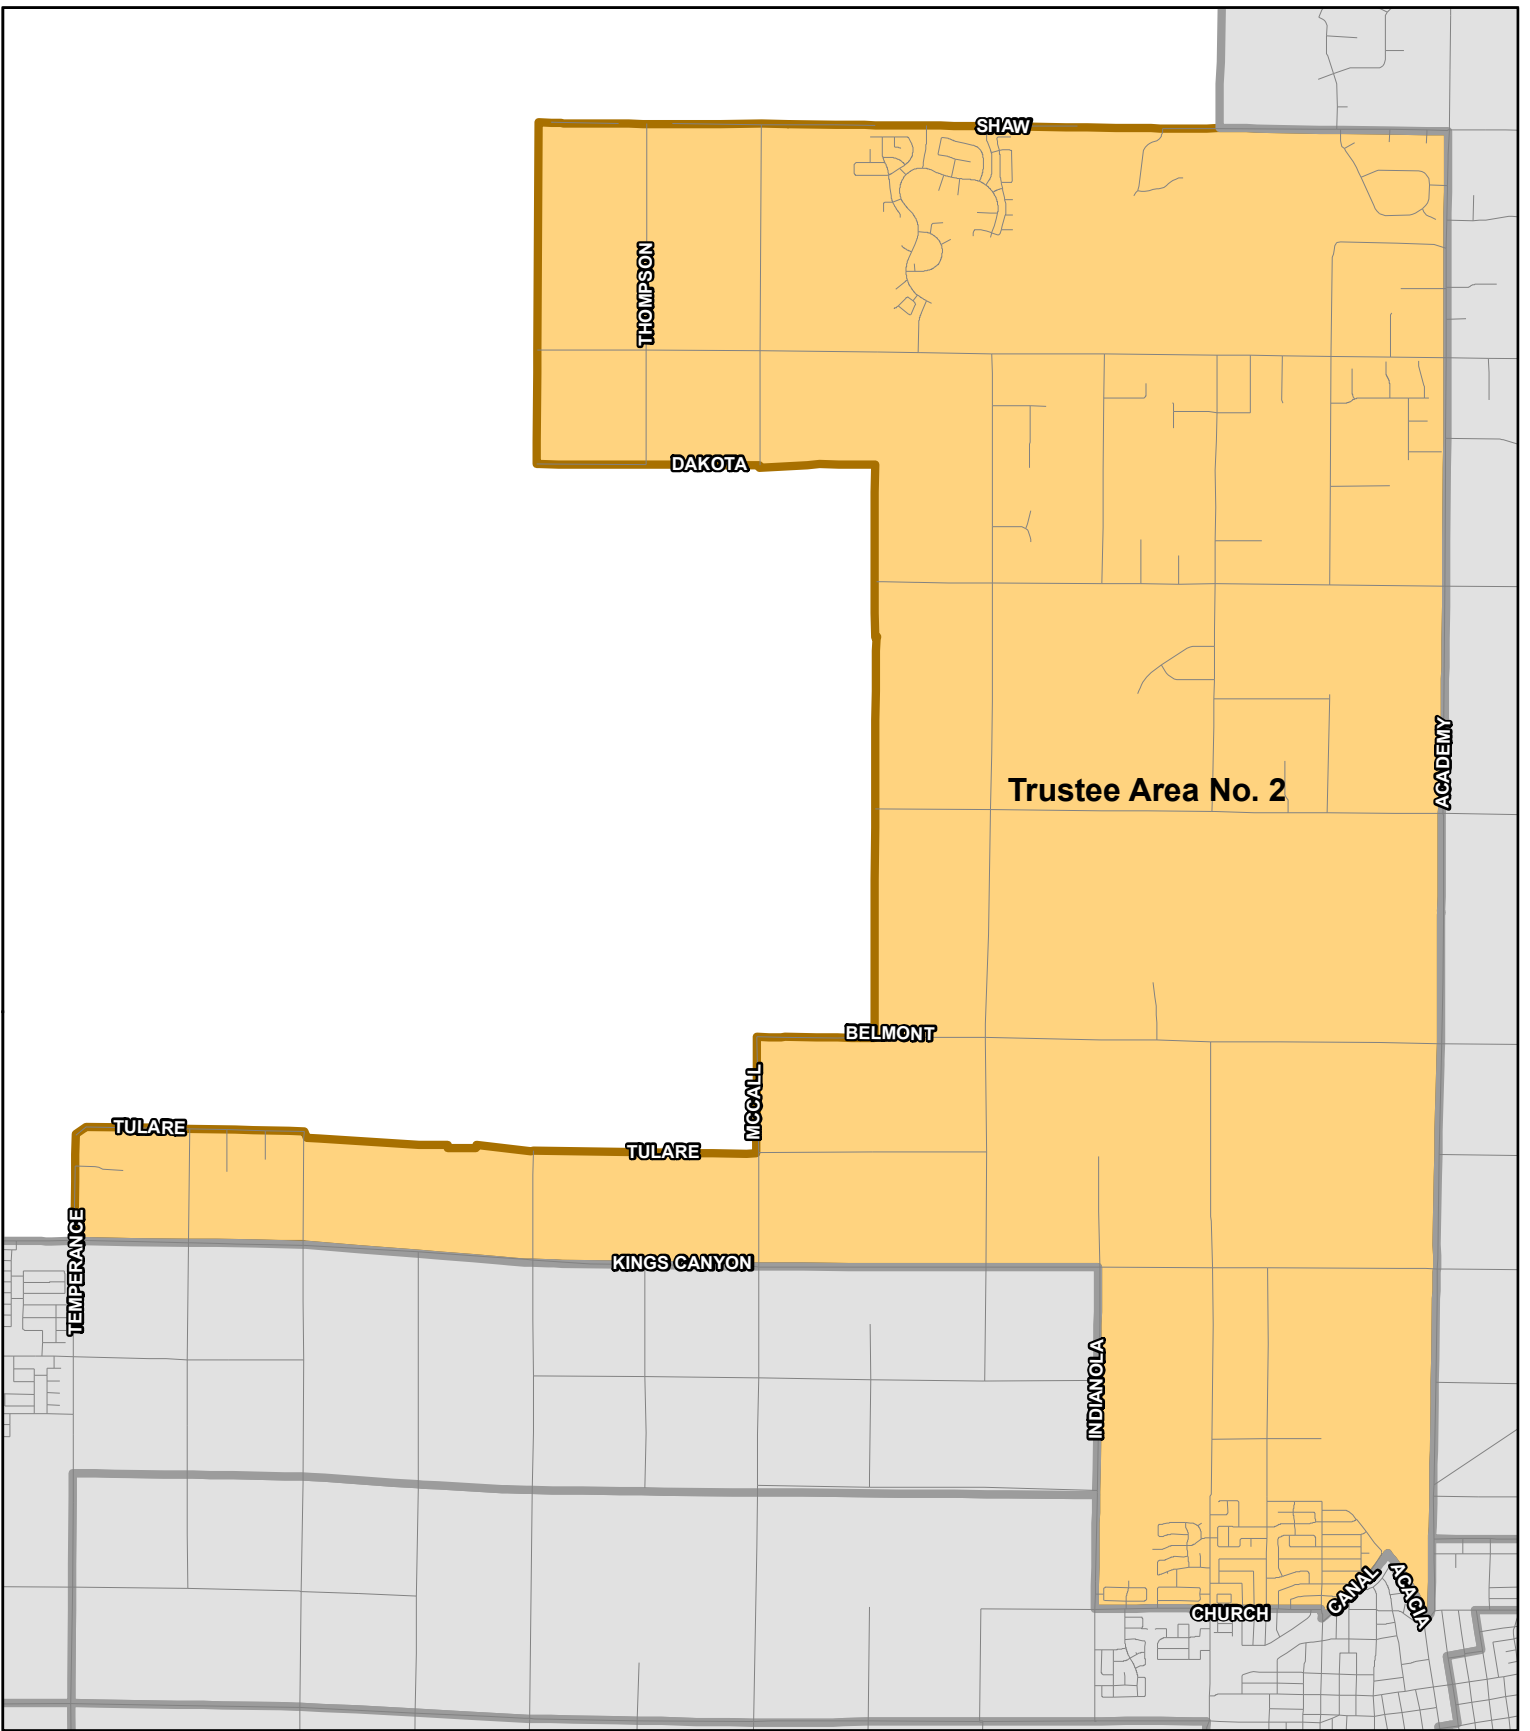 SHAW
THOMPSON
DAKOTA
ACADEMY
Trustee Area No. 2
BELMONT
MCCALL
TULARE
TULARE
TEMPERANCE
KINGS CANYON
INDIANOLA
CANAL
ACACIA
CHURCH